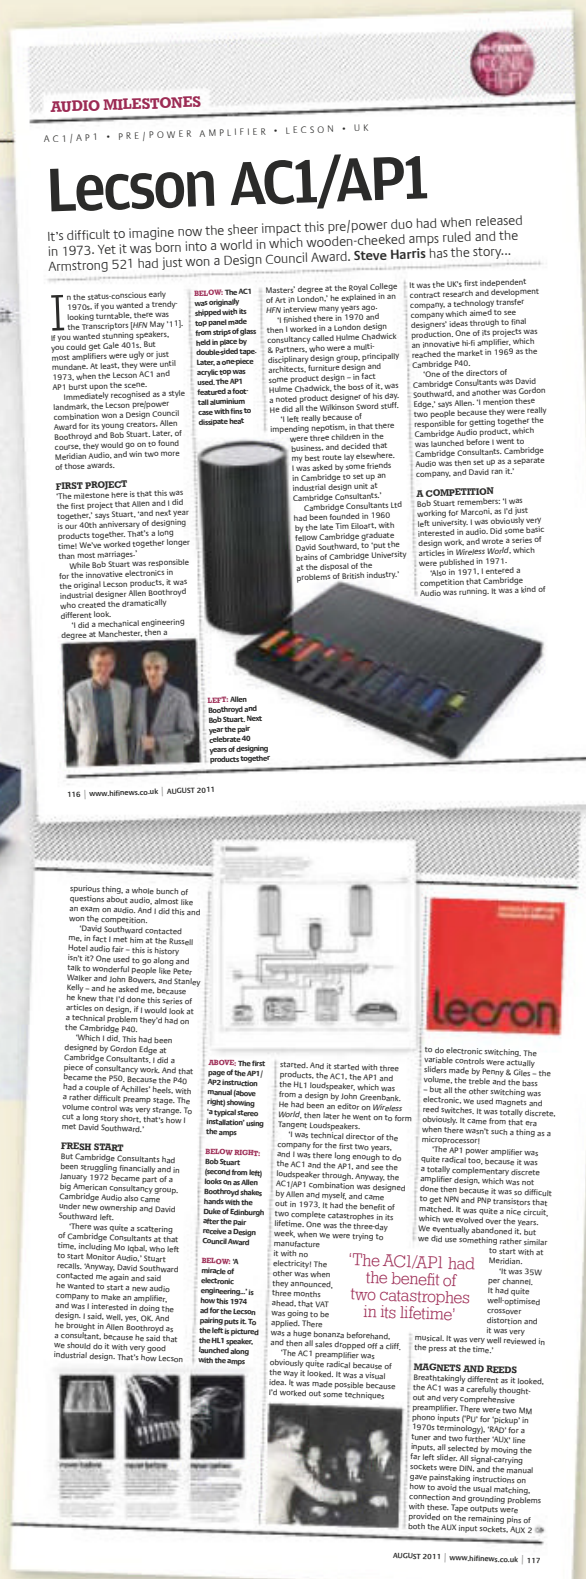 ICONIC
HI-FI
AUDIO MILESTONES
AC1/AP1 • PRE/POWER AMPLIFIER • LECSON • UK
Lecson AC1/AP1
It's difficult to imagine now the sheer impact this pre/power duo had when released
in 1973. Yet it was born into a world in which wooden-cheeked amps ruled and the
Armstrong 521 had just won a Design Council Award. Steve Harris has the story...
In the status-conscious early
1970s, if you wanted a trendy-
looking turntable, there was
the Transcriptors [HFN May '11].
If you wanted stunning speakers,
you could get Gale 401s. But
most amplifiers were ugly or just
mundane. At least, they were until
1973, when the Lecson AC1 and
AP1 burst upon the scene.
Immediately recognised as a style
landmark, the Lecson pre/power
combination won a Design Council
Award for its young creators, Allen
Boothroyd and Bob Stuart. Later, of
course, they would go on to found
Meridian Audio, and win two more
of those awards.
FIRST PROJECT
'The milestone here is that this was
the first project that Allen and I did
together,' says Stuart, 'and next year
is our 40th anniversary of designing
products together. That's a long
time! We've worked together longer
than most marriages.'
While Bob was responsible
for the innovative electronics in
the original Lecson products, it was
industrial designer Allen Boothroyd
who created the dramatically
different look.
'I did a mechanical engineering
degree at Manchester, then a
BELOW: The AC1
was originally
shipped with its
top panel made
from strips of glass
held in place by
double-sided tape.
Later, a one-piece
acrylic top was
used. The AP1
featured a foot-
tall aluminium
case with fins to
dissipate heat
Masters' degree at the Royal College
of Art in London,' he explained in an
HFN interview many years ago.
'I finished there in 1970 and
then I worked in a London design
consultancy called Hulme Chadwick
& Partners, who were a multi-
disciplinary design group, principally
architects, furniture design and
some product design – in fact
Hulme Chadwick, the boss of it, was
a noted product designer of his day.
He did all the Wilkinson Sword stuff.
'I left really because of
impending nepotism, in that there
were three children in the
business, and decided that
my best route lay elsewhere.
I was asked by some friends
in Cambridge to set up an
industrial design unit at
Cambridge Consultants.'
Cambridge Consultants Ltd
had been founded in 1960
by the late Tim Eiloart, with
fellow Cambridge graduate
David Southward, to 'put the
brains of Cambridge University
at the disposal of the
problems of British industry.'
It was the UK's first independent
contract research and development
company, a technology transfer
company which aimed to see
designers' ideas through to final
production. One of its projects was
an innovative hi-fi amplifier, which
reached the market in 1969 as the
Cambridge P40.
'One of the directors of
Cambridge Consultants was David
Southward, and another was Gordon
Edge,' says Allen. 'I mention these
two people because they were really
responsible for getting together the
Cambridge Audio product, which
was launched before I went to
Cambridge Consultants. Cambridge
Audio was then set up as a separate
company, and David ran it.'
A COMPETITION
Bob Stuart remembers: 'I was
working for Marconi, as I'd just
left university. I was obviously very
interested in audio. Did some basic
design work, and wrote a series of
articles in Wireless World, which
were published in 1971.
'Also in 1971, I entered a
competition that Cambridge
Audio was running. It was a kind of
LEFT: Allen
Boothroyd and
Bob Stuart. Next
year the pair
celebrate 40
years of designing
products together
116 | www.hifinews.co.uk | AUGUST 2011
spurious thing, a whole bunch of
questions about audio, almost like
an exam on audio. And I did this and
won the competition.
'David Southward contacted
me, in fact I met him at the Russell
Hotel audio fair – this is history
isn't it? One used to go along and
talk to wonderful people like Peter
Walker and John Bowers, and Stanley
Kelly – and he asked me, because
he knew that I'd done this series of
articles on design, if I would look at
a technical problem they'd had on
the Cambridge P40.
'Which I did. This had been
designed by Gordon Edge at
Cambridge Consultants. I did a
piece of consultancy work. And that
became the P50. Because the P40
had a couple of Achilles' heels, with
a rather difficult preamp stage. The
volume control was very strange. To
cut a long story short, that's how I
met David Southward.'
FRESH START
But Cambridge Consultants had
been struggling financially and in
January 1972 became part of a
big American consultancy group.
Cambridge Audio also came
under new ownership and David
Southward left.
'There was quite a scattering
of Cambridge Consultants at that
time, including Mo Iqbal, who left
to start Monitor Audio,' Stuart
recalls. 'Anyway, David Southward
contacted me again and said
he wanted to start a new audio
company to make an amplifier,
and was I interested in doing the
design. I said, well, yes, OK. And
he brought in Allen Boothroyd as
a consultant, because he said that
we should do it with very good
industrial design. That's how Lecson
ABOVE: The first
page of the AP1/
AP2 instruction
manual (above
right) showing
'a typical stereo
installation' using
the amps
BELOW RIGHT:
Bob Stuart
(second from left)
looks on as Allen
Boothroyd shakes
hands with the
Duke of Edinburgh
after the pair
receive a Design
Council Award
BELOW: 'A
miracle of
electronic
engineering...' is
how this 1974
ad for the Lecson
pairing puts it. To
the left is pictured
the HL1 speaker,
launched along
with the amps
started. And it started with three
products, the AC1, the AP1 and
the HL1 loudspeaker, which was
from a design by John Greenbank.
He had been an editor on Wireless
World, then later he went on to form
Tangent Loudspeakers.
'I was technical director of the
company for the first two years,
and I was there long enough to do
the AC1 and the AP1, and see the
loudspeaker through. Anyway, the
AC1/AP1 combination was designed
by Allen and myself, and came
out in 1973. It had the benefit of
two complete catastrophes in its
lifetime. One was the three-day
week, when we were trying to
manufacture
it with no
electricity! The
other was when
they announced,
three months
ahead, that VAT
was going to be
applied. There
was a huge bonanza beforehand,
and then all sales dropped off a cliff.
'The AC1 preamplifier was
obviously quite radical because of
the way it looked. It was a visual
idea. It was made possible because
I'd worked out some techniques
'The AC1/AP1 had
the benefit of
two catastrophes
in its lifetime'
lecson
to do electronic switching. The
variable controls were actually
sliders made by Penny & Giles – the
volume, the treble and the bass
– but all the other switching was
electronic. We used magnets and
reed switches. It was totally discrete,
obviously. It came from that era
when there wasn't such a thing as a
microprocessor!
'The AP1 power amplifier was
quite radical too, because it was
a totally complementary discrete
amplifier design, which was not
done then because it was so difficult
to get NPN and PNP transistors that
matched. It was quite a nice circuit,
which we evolved over the years.
We eventually abandoned it, but
we did use something rather similar
to start with at
Meridian.
'It was 35W
per channel.
It had quite
well-optimised
crossover
distortion and
it was very
musical. It was very well reviewed in
the press at the time.'
MAGNETS AND REEDS
Breathtakingly different as it looked,
the AC1 was a carefully thought-
out and very comprehensive
preamplifier. There were two MM
phono inputs ('PU' for 'pickup' in
1970s terminology), 'RAD' for a
tuner and two further 'AUX' line
inputs, all selected by moving the
far left slider. All signal-carrying
sockets were DIN, and the manual
gave painstaking instructions on
how to avoid the usual matching,
connection and grounding problems
with these. Tape outputs were
provided on the remaining pins of
both the AUX input sockets. AUX 2
never before
never before
never before
AUGUST 2011 | www.hifinews.co.uk | 117